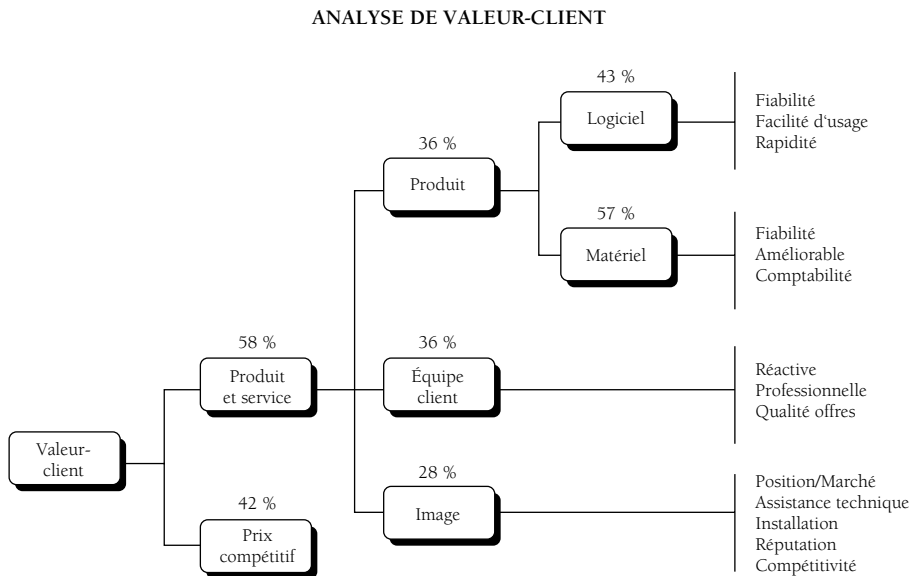 ANALYSE DE VALEUR-CLIENT
43 %
Logiciel
Fiabilité
Facilité d'usage
Rapidité
36 %
Produit
57 %
Matériel
Fiabilité
Améliorable
Comptabilité
58 %
Produit
et service
36 %
Équipe
client
Réactive
Professionnelle
Qualité offres
Valeur-
client
28 %
Image
Position/Marché
Assistance technique
Installation
Réputation
Compétitivité
42 %
Prix
compétitif